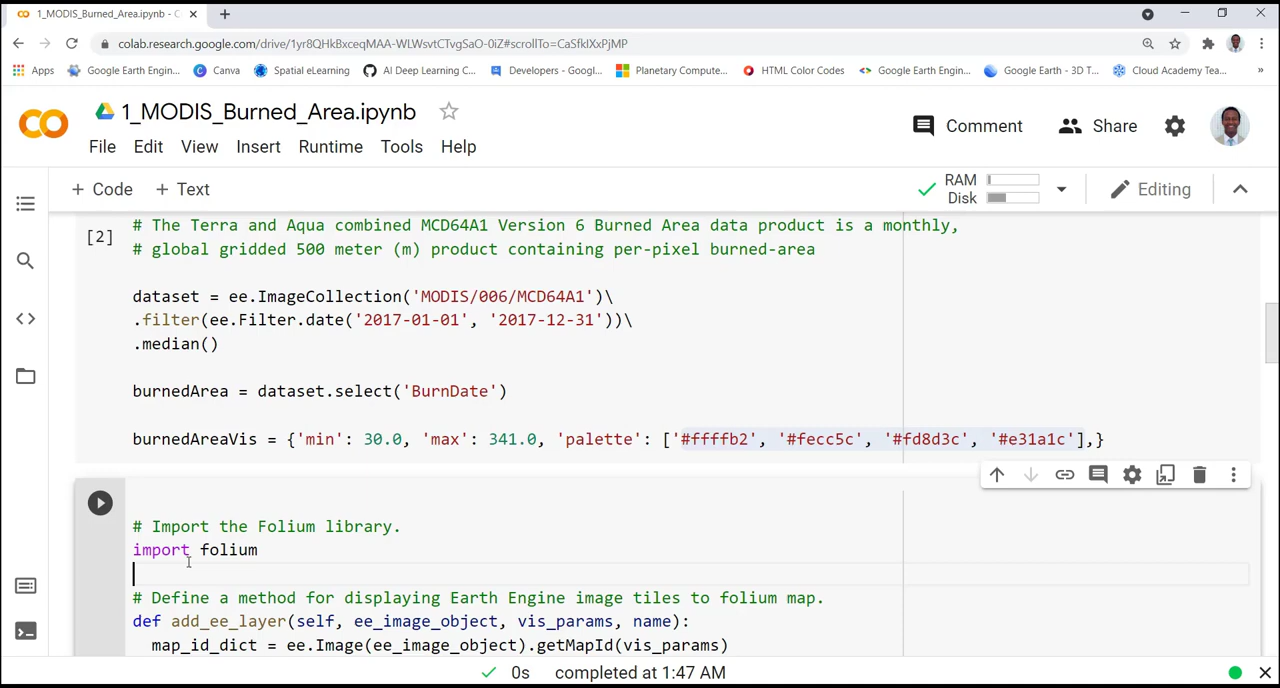 1_MODIS_Burned_Area.ipynb - C
colab.research.google.com/drive/1yr8QHkBxceqMAA-WLWsvtCTvgSaO-0iZ#scrollTo=CaSfkIXxPjMP
Apps Google Earth Engin... Canva Spatial eLearning AI Deep Learning C... Developers - Googl... Planetary Compute... HTML Color Codes Google Earth Engin... Google Earth - 3D T... Cloud Academy Tea... »
1_MODIS_Burned_Area.ipynb
Comment Share
File Edit View Insert Runtime Tools Help
+ Code + Text
RAM
Disk
Editing
# The Terra and Aqua combined MCD64A1 Version 6 Burned Area data product is a monthly,
[2]
# global gridded 500 meter (m) product containing per-pixel burned-area
dataset = ee.ImageCollection('MODIS/006/MCD64A1')\
.filter(ee.Filter.date('2017-01-01', '2017-12-31'))\
.median()
burnedArea = dataset.select('BurnDate')
burnedAreaVis = {'min': 30.0, 'max': 341.0, 'palette': ['#ffffb2', '#fecc5c', '#fd8d3c', '#e31a1c'],}
# Import the Folium library.
import folium
# Define a method for displaying Earth Engine image tiles to folium map.
def add_ee_layer(self, ee_image_object, vis_params, name):
map_id_dict = ee.Image(ee_image_object).getMapId(vis_params)
0s completed at 1:47 AM